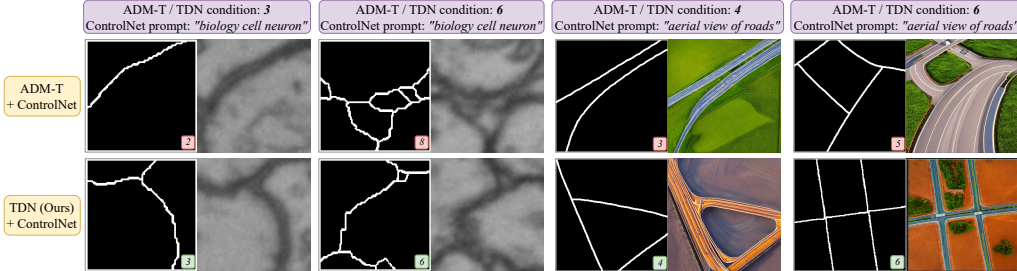 ADM-T / TDN condition: 3
ControlNet prompt: "biology cell neuron"
ADM-T / TDN condition: 6
ControlNet prompt: "biology cell neuron"
ADM-T / TDN condition: 4
ControlNet prompt: "aerial view of roads"
ADM-T / TDN condition: 6
ControlNet prompt: "aerial view of roads"
ADM-T
+ ControlNet
2
8
3
5
TDN (Ours)
+ ControlNet
3
6
4
6